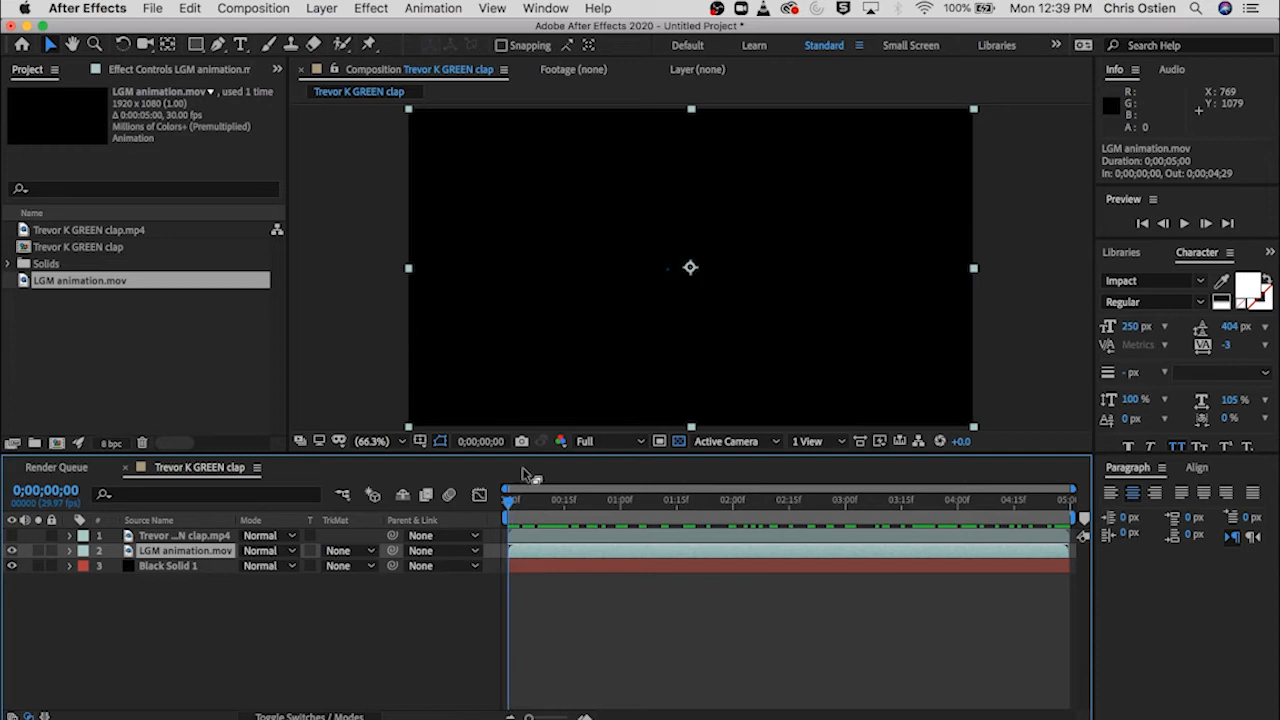 After Effects File Edit Composition Layer Effect Animation View Window Help 100% Mon 12:39 PM Chris Ostien
Adobe After Effects 2020 - Untitled Project *
Snapping Default Learn Standard Small Screen Libraries Search Help
Project Effect Controls LGM animation.m
Composition Trevor K GREEN clap Footage (none) Layer (none)
Info Audio
Trevor K GREEN clap
LGM animation.mov ▾, used 1 time
1920 x 1080 (1.00)
Δ 0:00:05:00, 30.00 fps
Millions of Colors+ (Premultiplied)
Animation
R:
G:
B:
A: 0
X: 769
Y: 1079
LGM animation.mov
Duration: 0;00;05;00
In: 0;00;00;00, Out: 0;00;04;29
Preview
Name
Trevor K GREEN clap.mp4
Trevor K GREEN clap
Solids
LGM animation.mov
Libraries Character
Impact
Regular
250 px 404 px
Metrics -3
- px
100 % 105 %
0 px 0 %
T T TT Tт T' T,
8 bpc
(66.3%) 0;00;00;00 Full Active Camera 1 View +0.0
Render Queue Trevor K GREEN clap
Paragraph Align
0;00;00;00
00000 (29.97 fps)
00:15f 01:00f 01:15f 02:00f 02:15f 03:00f 03:15f 04:00f 04:15f
# Source Name Mode T TrkMat Parent & Link
1 Trevor ...N clap.mp4 Normal None
2 LGM animation.mov Normal None None
3 Black Solid 1 Normal None None
0 px 0 px 0 px
0 px 0 px
Toggle Switches / Modes